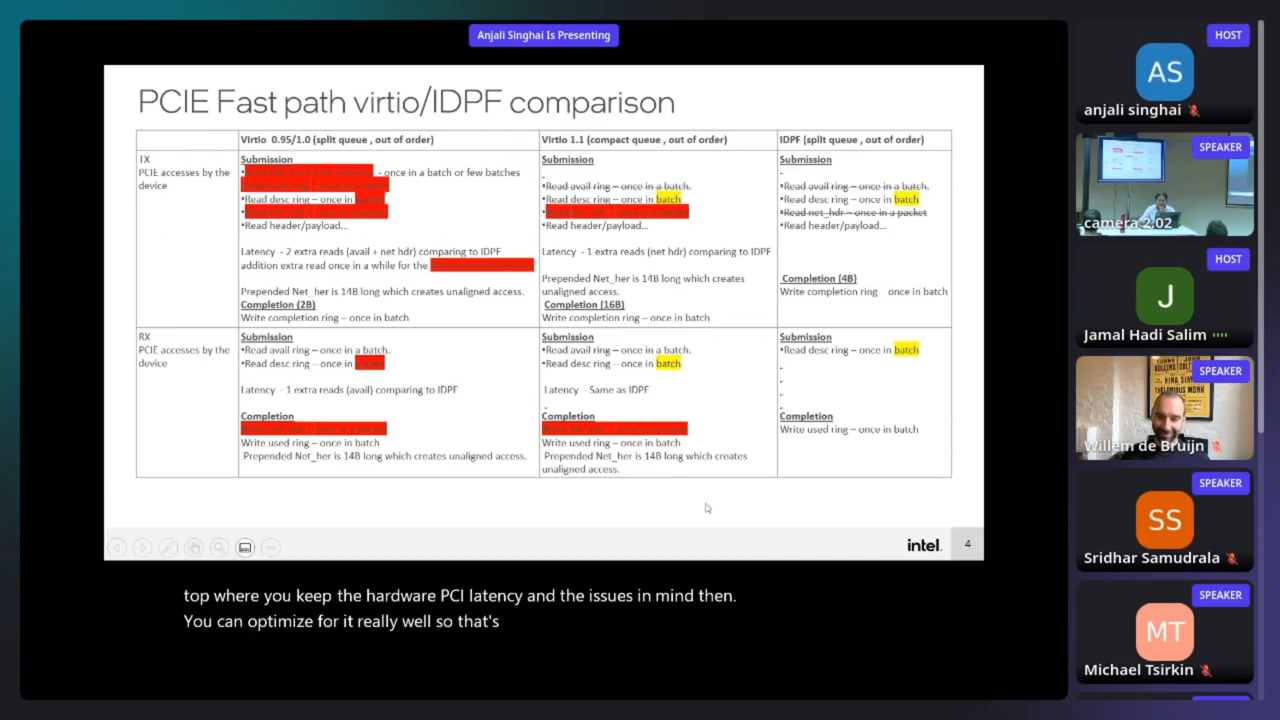 Anjali Singhai Is Presenting
PCIE Fast path virtio/IDPF comparison
Virtio 0.95/1.0 (split queue , out of order)
Virtio 1.1 (compact queue , out of order)
IDPF (split queue , out of order)
TX
PCIE accesses by the
device
Submission
- once in a batch or few batches
•Read desc ring – once in
•Read header/payload...
Latency - 2 extra reads (avail + net hdr) comparing to IDPF
addition extra read once in a while for the
Prepended Net_her is 14B long which creates unaligned access.
Completion (2B)
Write completion ring – once in batch
Submission
-
•Read avail ring – once in a batch.
•Read desc ring – once in batch
•Read header/payload...
Latency - 1 extra reads (net hdr) comparing to IDPF
Prepended Net_her is 14B long which creates
unaligned access.
Completion (16B)
Write completion ring – once in batch
Submission
-
•Read avail ring – once in a batch.
•Read desc ring – once in batch
•Read net_hdr – once in a packet
•Read header/payload...
Completion (4B)
Write completion ring once in batch
RX
PCIE accesses by the
device
Submission
•Read avail ring – once in a batch.
•Read desc ring – once in
Latency - 1 extra reads (avail) comparing to IDPF
Completion
Write used ring – once in batch
Prepended Net_her is 14B long which creates unaligned access.
Submission
•Read avail ring – once in a batch.
•Read desc ring – once in batch
Latency - Same as IDPF
-
Completion
Write used ring – once in batch
Prepended Net_her is 14B long which creates
unaligned access.
Submission
•Read desc ring – once in batch
-
-
-
-
Completion
Write used ring – once in batch
intel.
4
top where you keep the hardware PCI latency and the issues in mind then.
You can optimize for it really well so that's
HOST
AS
anjali singhai
SPEAKER
camera 2.02
HOST
J
Jamal Hadi Salim
SPEAKER
Willem de Bruijn
SPEAKER
SS
Sridhar Samudrala
SPEAKER
MT
Michael Tsirkin